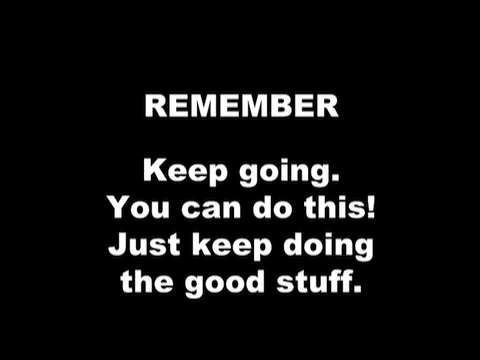 REMEMBER
Keep going.
You can do this!
Just keep doing
the good stuff.